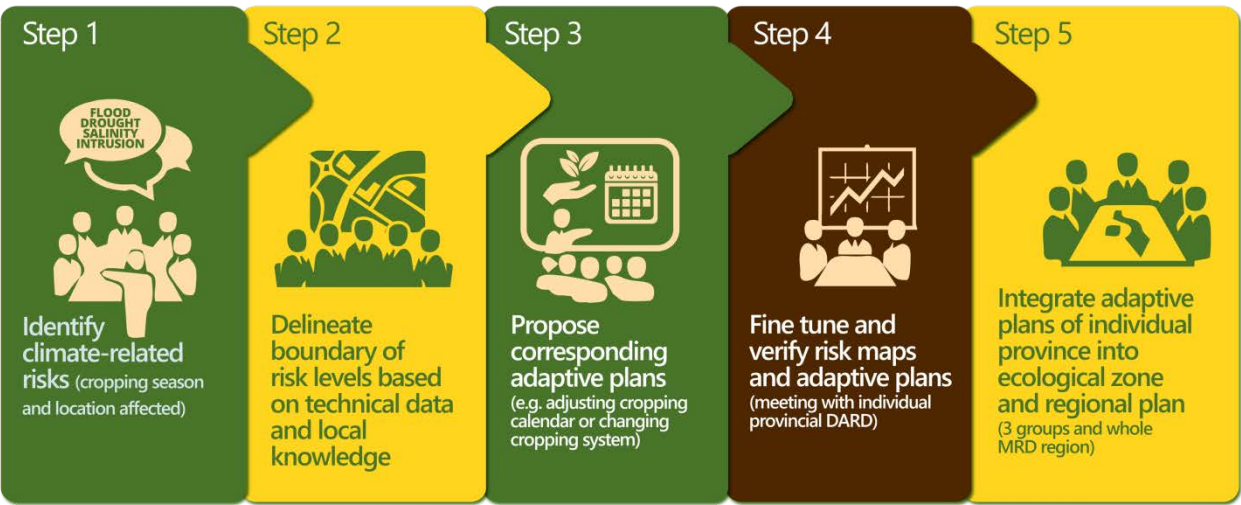 Step 1
FLOOD
DROUGHT
SALINITY
INTRUSION
Identify
climate-related
risks (cropping season
and location affected)
Step 2
Delineate
boundary of
risk levels based
on technical data
and local
knowledge
Step 3
Propose
corresponding
adaptive plans
(e.g. adjusting cropping
calendar or changing
cropping system)
Step 4
Fine tune and
verify risk maps
and adaptive plans
(meeting with individual
provincial DARD)
Step 5
Integrate adaptive
plans of individual
province into
ecological zone
and regional plan
(3 groups and whole
MRD region)